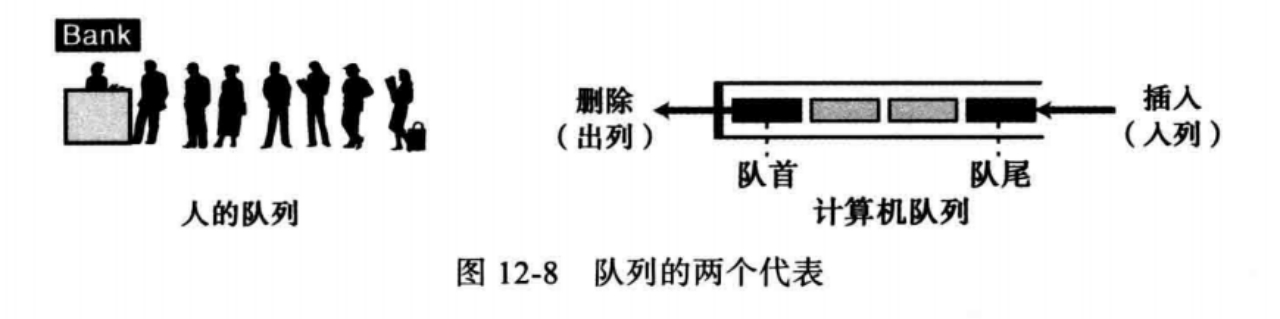 Bank
人的队列
删除
（出列）
插入
（入列）
队首
队尾
计算机队列
图 12-8 队列的两个代表